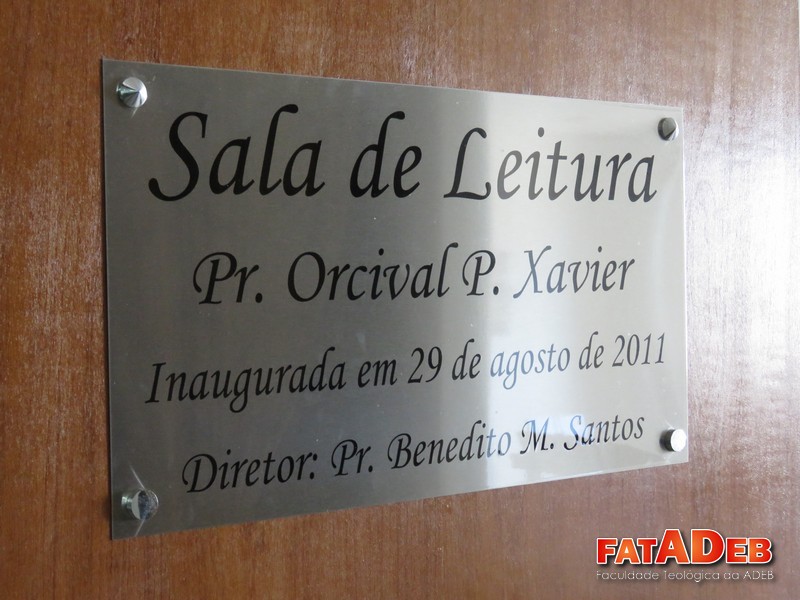 Sala de Leitura
Pr. Orcival P. Xavier
Inaugurada em 29 de agosto de 2011
Diretor: Pr. Benedito M. Santos
FATADEB
Faculdade Teológica da ADEB